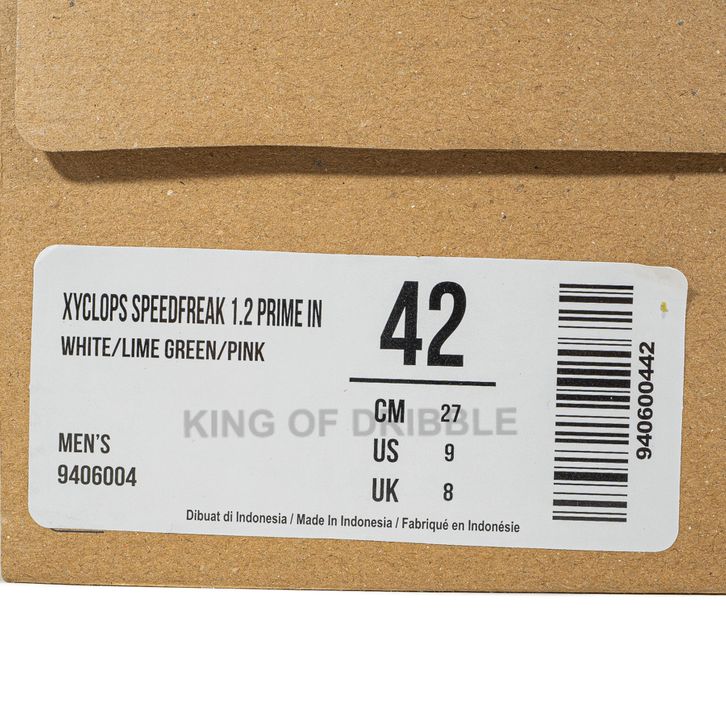 XYCLOPS SPEEDFREAK 1.2 PRIME IN
WHITE/LIME GREEN/PINK
MEN'S
9406004
42
CM 27
US 9
UK 8
KING OF DRIBBLE
Dibuat di Indonesia / Made In Indonesia / Fabriqué en Indonésie
940600442